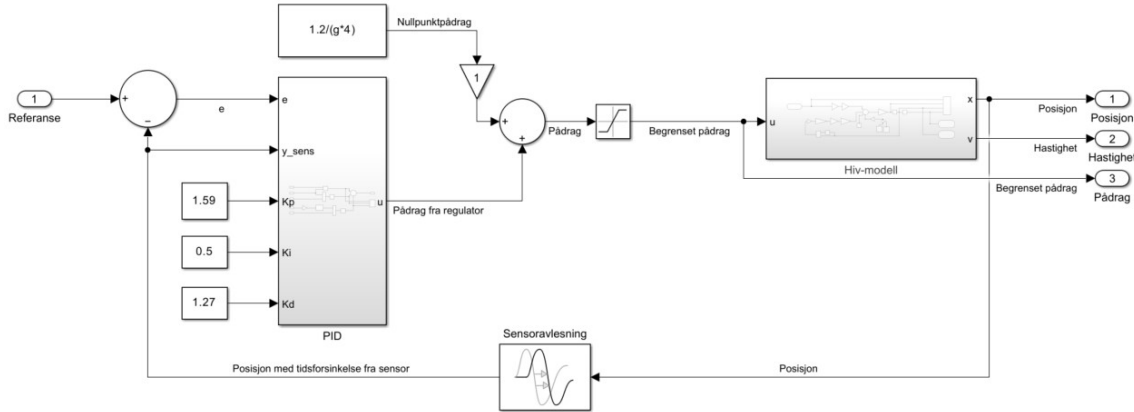 1.2/(g*4)
Nullpunktpådrag
1
1
Referanse
+
−
e
e
y_sens
Kp
Ki
Kd
u
PID
1.59
0.5
1.27
Pådrag fra regulator
+
+
Pådrag
Begrenset pådrag
u
x
v
Hiv-modell
Posisjon
1
Posisjon
Hastighet
2
Hastighet
Begrenset pådrag
3
Pådrag
Sensoravlesning
Posisjon med tidsforsinkelse fra sensor
Posisjon